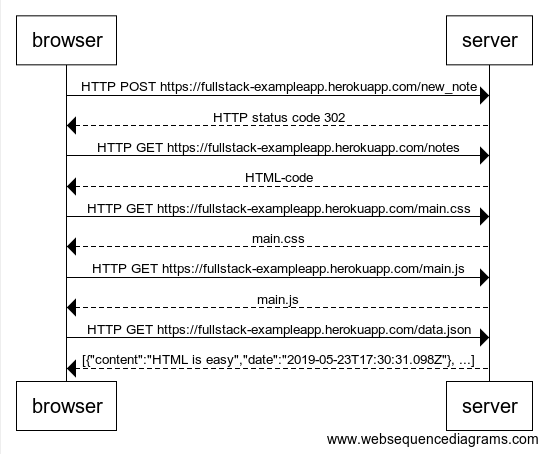 browser server
HTTP POST https://fullstack-exampleapp.herokuapp.com/new_note
HTTP status code 302
HTTP GET https://fullstack-exampleapp.herokuapp.com/notes
HTML-code
HTTP GET https://fullstack-exampleapp.herokuapp.com/main.css
main.css
HTTP GET https://fullstack-exampleapp.herokuapp.com/main.js
main.js
HTTP GET https://fullstack-exampleapp.herokuapp.com/data.json
[{"content":"HTML is easy","date":"2019-05-23T17:30:31.098Z"}, ...]
browser server
www.websequencediagrams.com